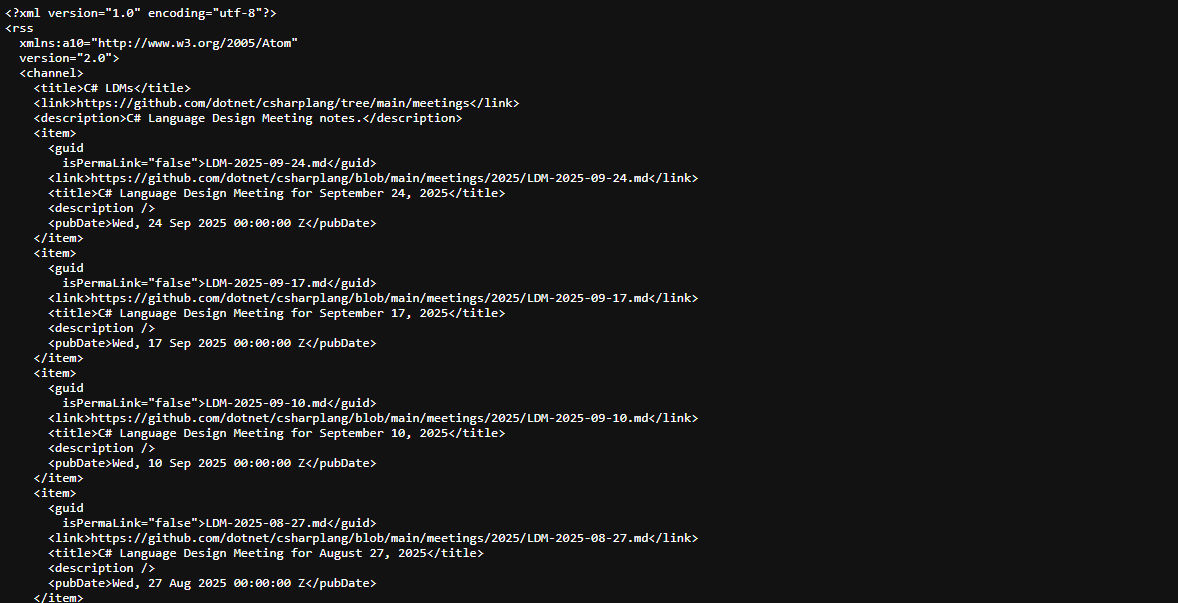 <?xml version="1.0" encoding="utf-8"?>
<rss
  xmlns:a10="http://www.w3.org/2005/Atom"
  version="2.0">
  <channel>
    <title>C# LDMs</title>
    <link>https://github.com/dotnet/csharplang/tree/main/meetings</link>
    <description>C# Language Design Meeting notes.</description>
    <item>
      <guid
        isPermaLink="false">LDM-2025-09-24.md</guid>
      <link>https://github.com/dotnet/csharplang/blob/main/meetings/2025/LDM-2025-09-24.md</link>
      <title>C# Language Design Meeting for September 24, 2025</title>
      <description />
      <pubDate>Wed, 24 Sep 2025 00:00:00 Z</pubDate>
    </item>
    <item>
      <guid
        isPermaLink="false">LDM-2025-09-17.md</guid>
      <link>https://github.com/dotnet/csharplang/blob/main/meetings/2025/LDM-2025-09-17.md</link>
      <title>C# Language Design Meeting for September 17, 2025</title>
      <description />
      <pubDate>Wed, 17 Sep 2025 00:00:00 Z</pubDate>
    </item>
    <item>
      <guid
        isPermaLink="false">LDM-2025-09-10.md</guid>
      <link>https://github.com/dotnet/csharplang/blob/main/meetings/2025/LDM-2025-09-10.md</link>
      <title>C# Language Design Meeting for September 10, 2025</title>
      <description />
      <pubDate>Wed, 10 Sep 2025 00:00:00 Z</pubDate>
    </item>
    <item>
      <guid
        isPermaLink="false">LDM-2025-08-27.md</guid>
      <link>https://github.com/dotnet/csharplang/blob/main/meetings/2025/LDM-2025-08-27.md</link>
      <title>C# Language Design Meeting for August 27, 2025</title>
      <description />
      <pubDate>Wed, 27 Aug 2025 00:00:00 Z</pubDate>
    </item>